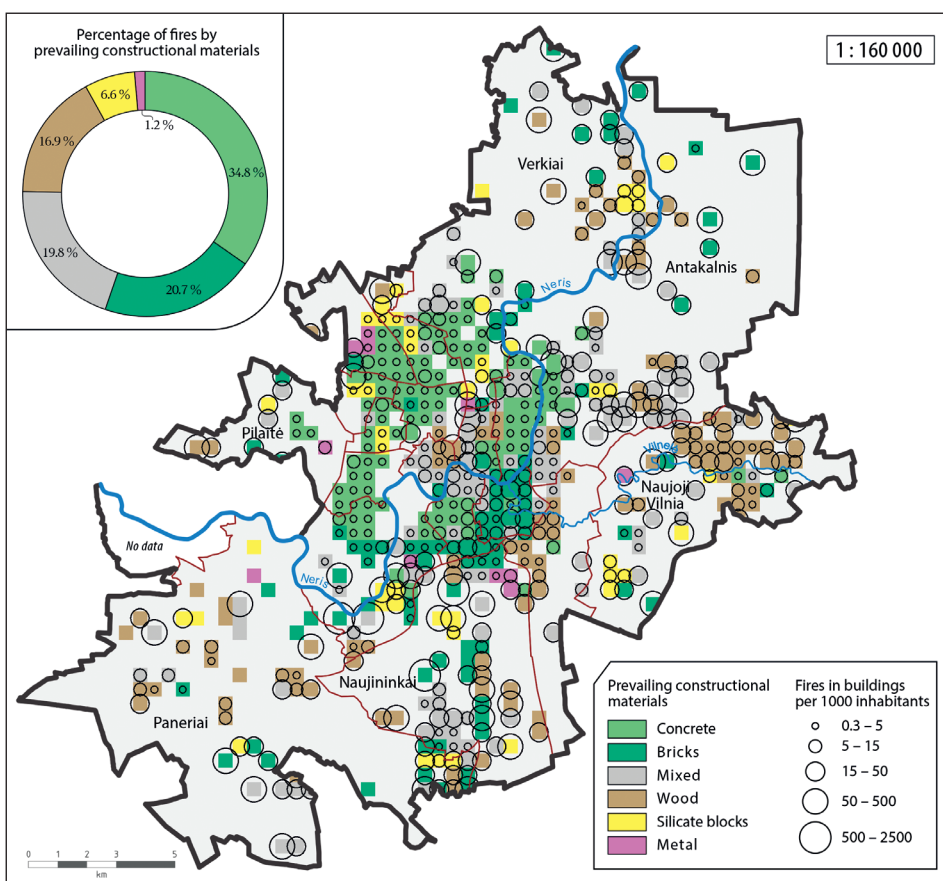 Percentage of fires by
prevailing constructional materials
6.6 %
1.2 %
16.9 %
34.8 %
19.8 %
20.7 %
1 : 160 000
Verkiai
Antakalnis
Neris
Pilaitė
Naujoji
Vilnia
No data
Neris
Naujininkai
Paneriai
Prevailing constructional
materials
Concrete
Bricks
Mixed
Wood
Silicate blocks
Metal
Fires in buildings
per 1000 inhabitants
0.3 – 5
5 – 15
15 – 50
50 – 500
500 – 2500
0 1 2 3 5
km